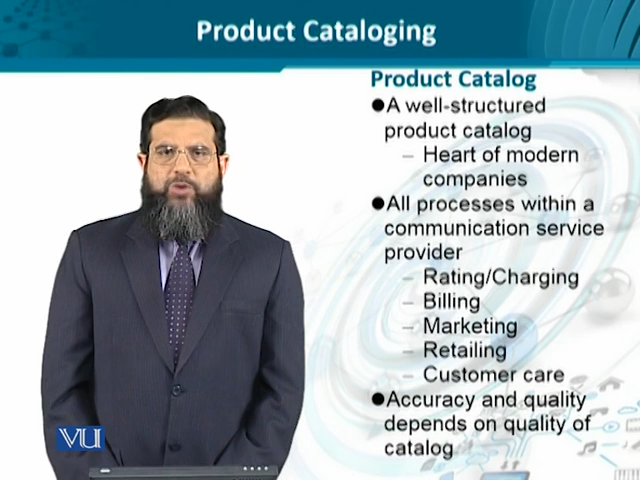 Product Cataloging
Product Catalog
●A well-structured
product catalog
– Heart of modern
companies
●All processes within a
communication service
provider
– Rating/Charging
– Billing
– Marketing
– Retailing
– Customer care
●Accuracy and quality
depends on quality of
catalog
VU